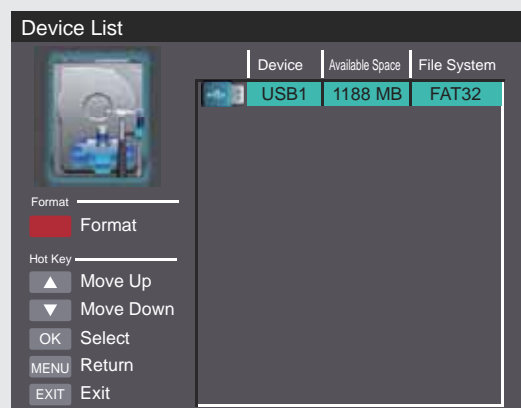 Device List
Device Available Space File System
USB1 1188 MB FAT32
Format
Format
Hot Key
Move Up
Move Down
OK Select
MENU Return
EXIT Exit